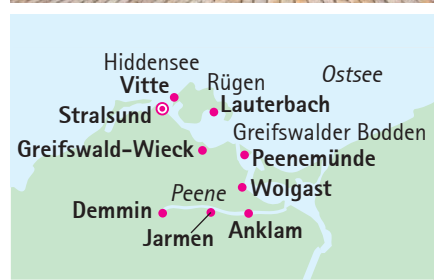 Hiddensee
Vitte
Rügen
Ostsee
Stralsund
Lauterbach
Greifswalder Bodden
Greifswald-Wieck
Peenemünde
Peene
Wolgast
Demmin
Jarmen
Anklam